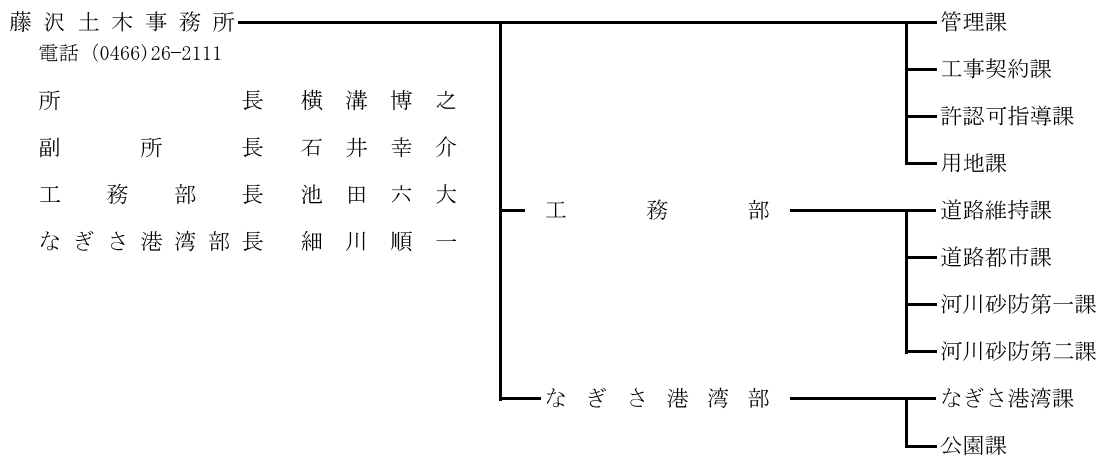 藤沢土木事務所 管理課
電話 (0466)26-2111
工事契約課
所長 横溝博之
許認可指導課
副所長 石井幸介
用地課
工務部長 池田六大
工務部 道路維持課
なぎさ港湾部長 細川順一
道路都市課
河川砂防第一課
河川砂防第二課
なぎさ港湾部 なぎさ港湾課
公園課